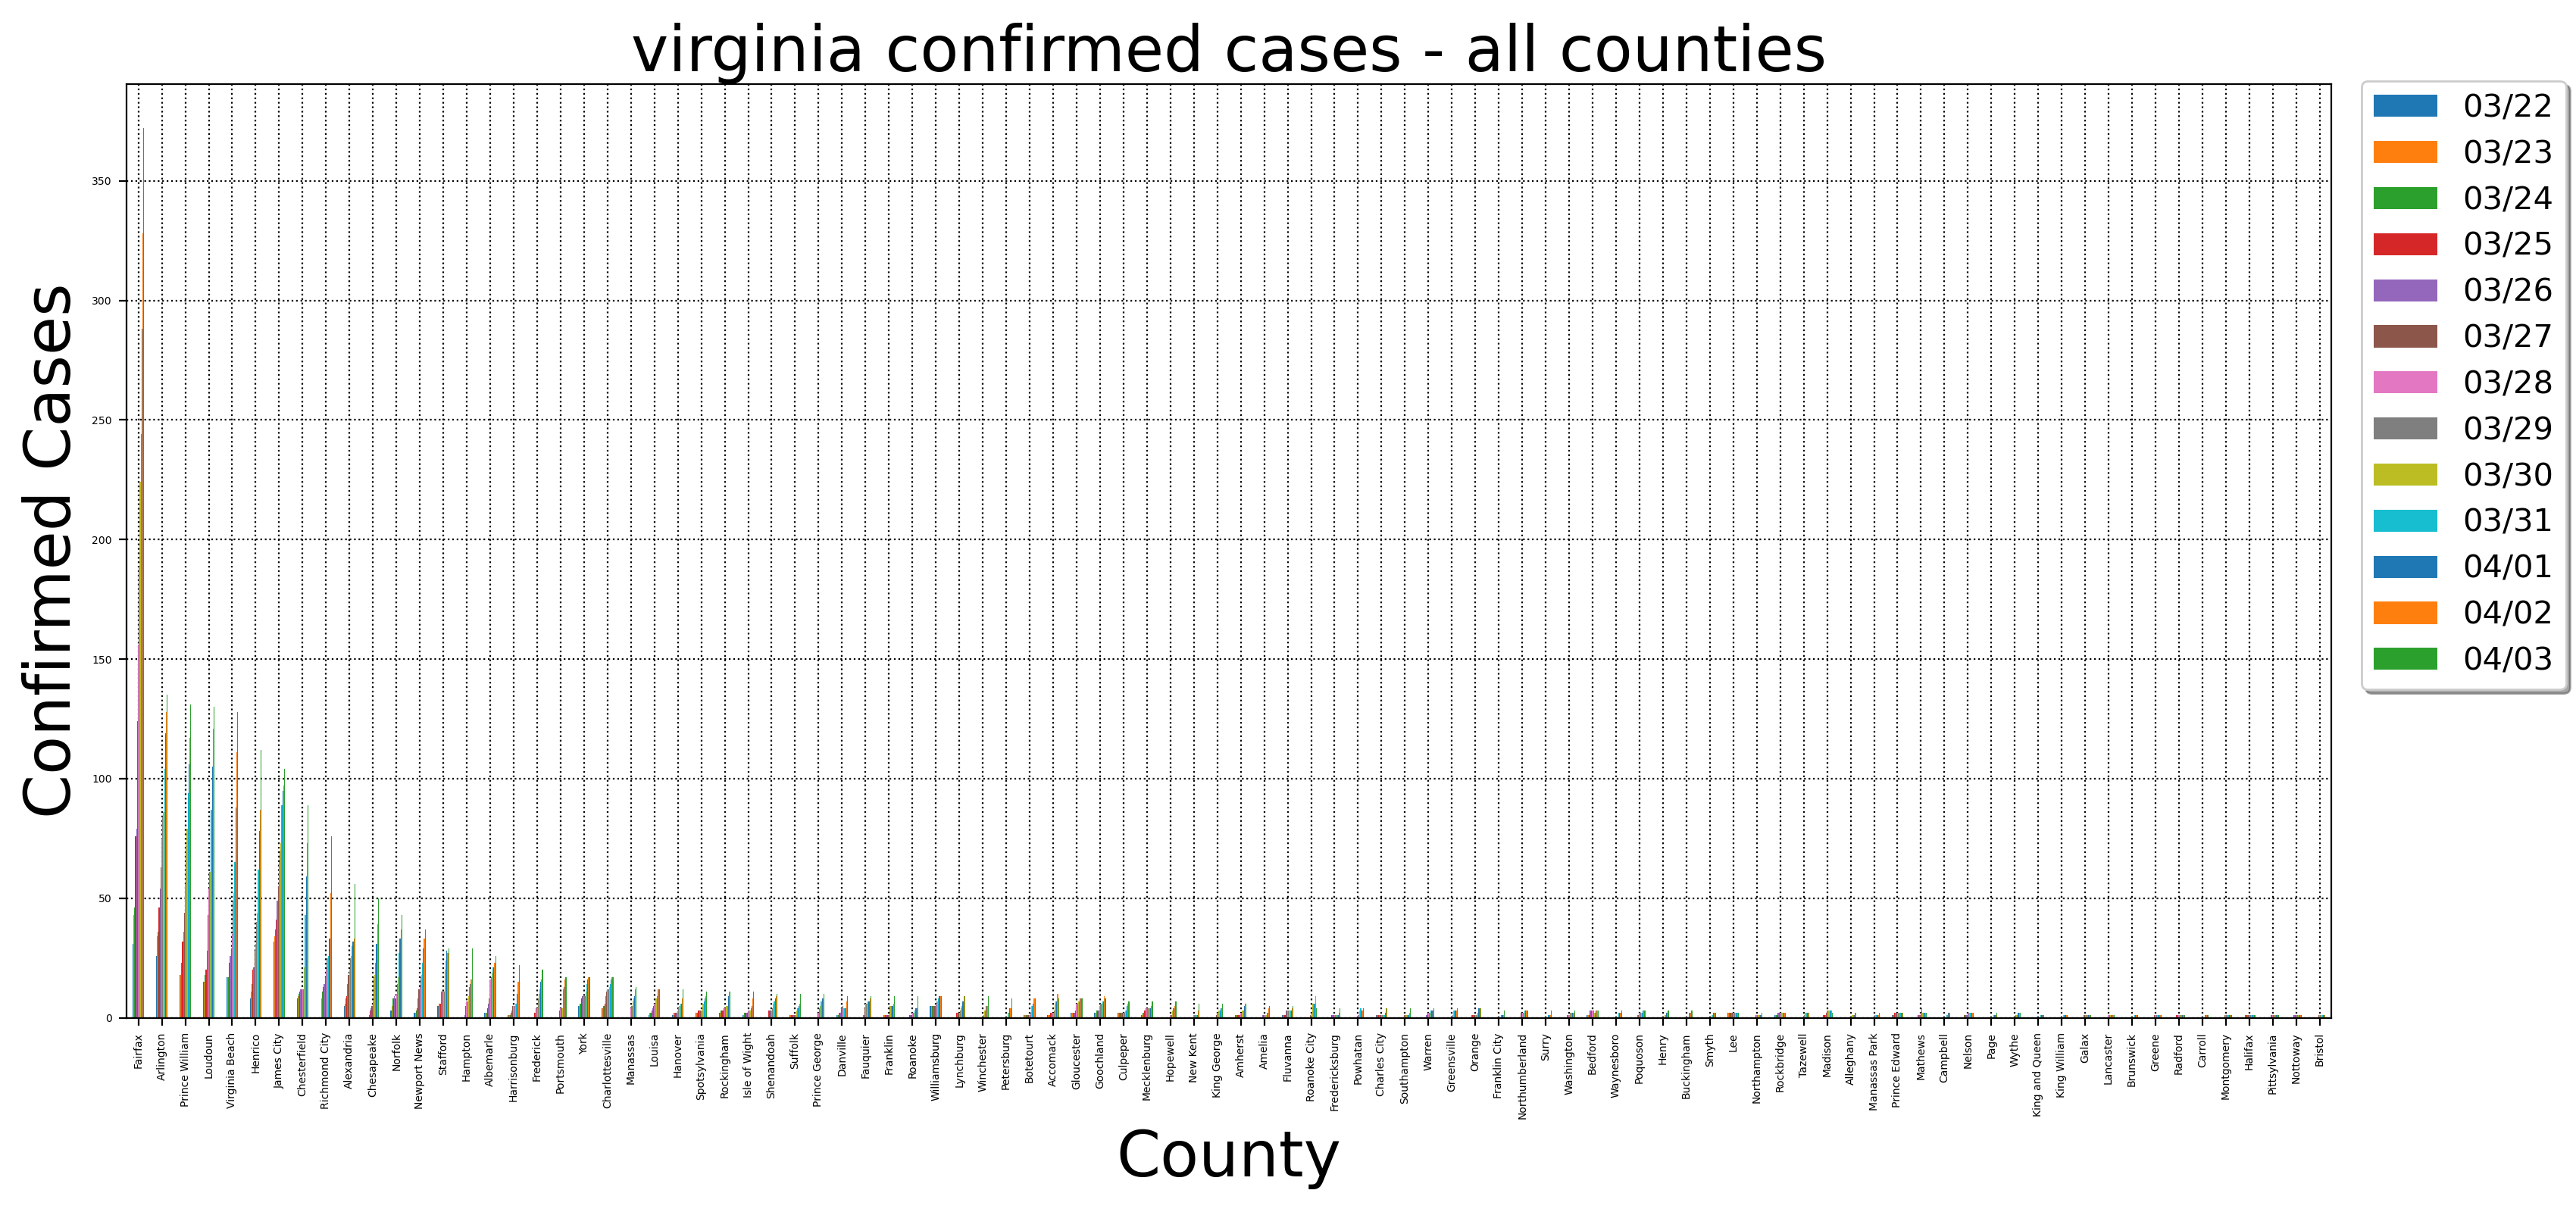 virginia confirmed cases - all counties
Confirmed Cases
350
300
250
200
150
100
50
0
03/22
03/23
03/24
03/25
03/26
03/27
03/28
03/29
03/30
03/31
04/01
04/02
04/03
Fairfax
Arlington
Prince William
Loudoun
Virginia Beach
Henrico
James City
Chesterfield
Richmond City
Alexandria
Chesapeake
Norfolk
Newport News
Stafford
Hampton
Albemarle
Harrisonburg
Frederick
Portsmouth
York
Charlottesville
Manassas
Louisa
Hanover
Spotsylvania
Rockingham
Isle of Wight
Shenandoah
Suffolk
Prince George
Danville
Fauquier
Franklin
Roanoke
Williamsburg
Lynchburg
Winchester
Petersburg
Botetourt
Accomack
Gloucester
Goochland
Culpeper
Mecklenburg
Hopewell
New Kent
King George
Amherst
Amelia
Fluvanna
Roanoke City
Fredericksburg
Powhatan
Charles City
Southampton
Warren
Greensville
Orange
Franklin City
Northumberland
Surry
Washington
Bedford
Waynesboro
Poquoson
Henry
Buckingham
Smyth
Lee
Northampton
Rockbridge
Tazewell
Madison
Alleghany
Manassas Park
Prince Edward
Mathews
Campbell
Nelson
Page
Wythe
King and Queen
King William
Galax
Lancaster
Brunswick
Greene
Radford
Carroll
Montgomery
Halifax
Pittsylvania
Nottoway
Bristol
County